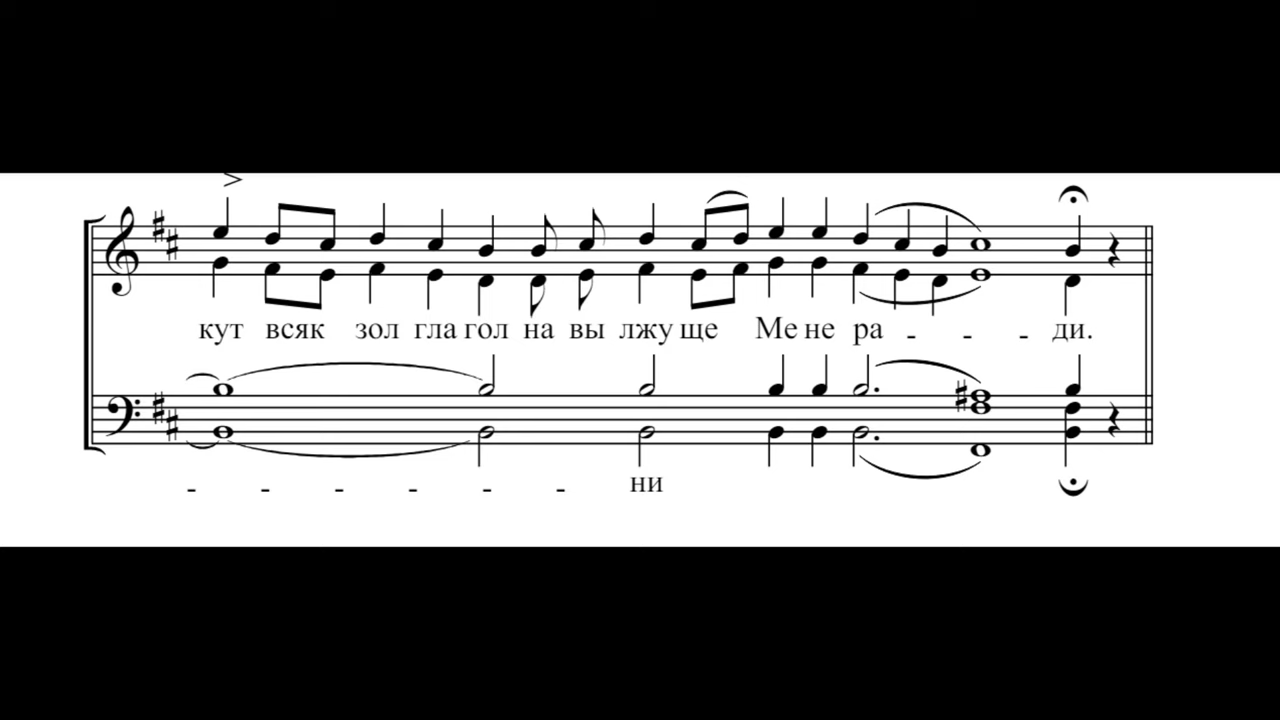 кут всяк зол гла гол на вы лжу ще Ме не ра - - - ди.
- - - - - - ни